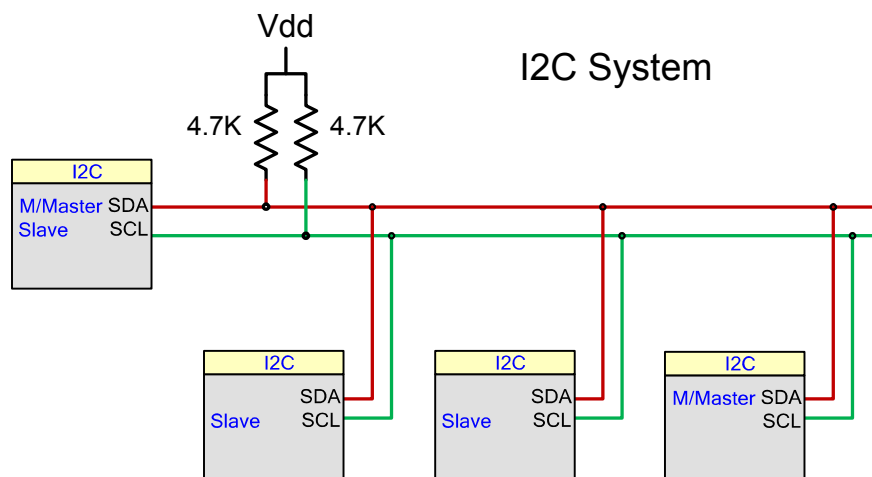 Vdd
I2C System
4.7K 4.7K
I2C
M/Master SDA
Slave SCL
I2C
SDA
Slave SCL
I2C
SDA
Slave SCL
I2C
M/Master SDA
SCL